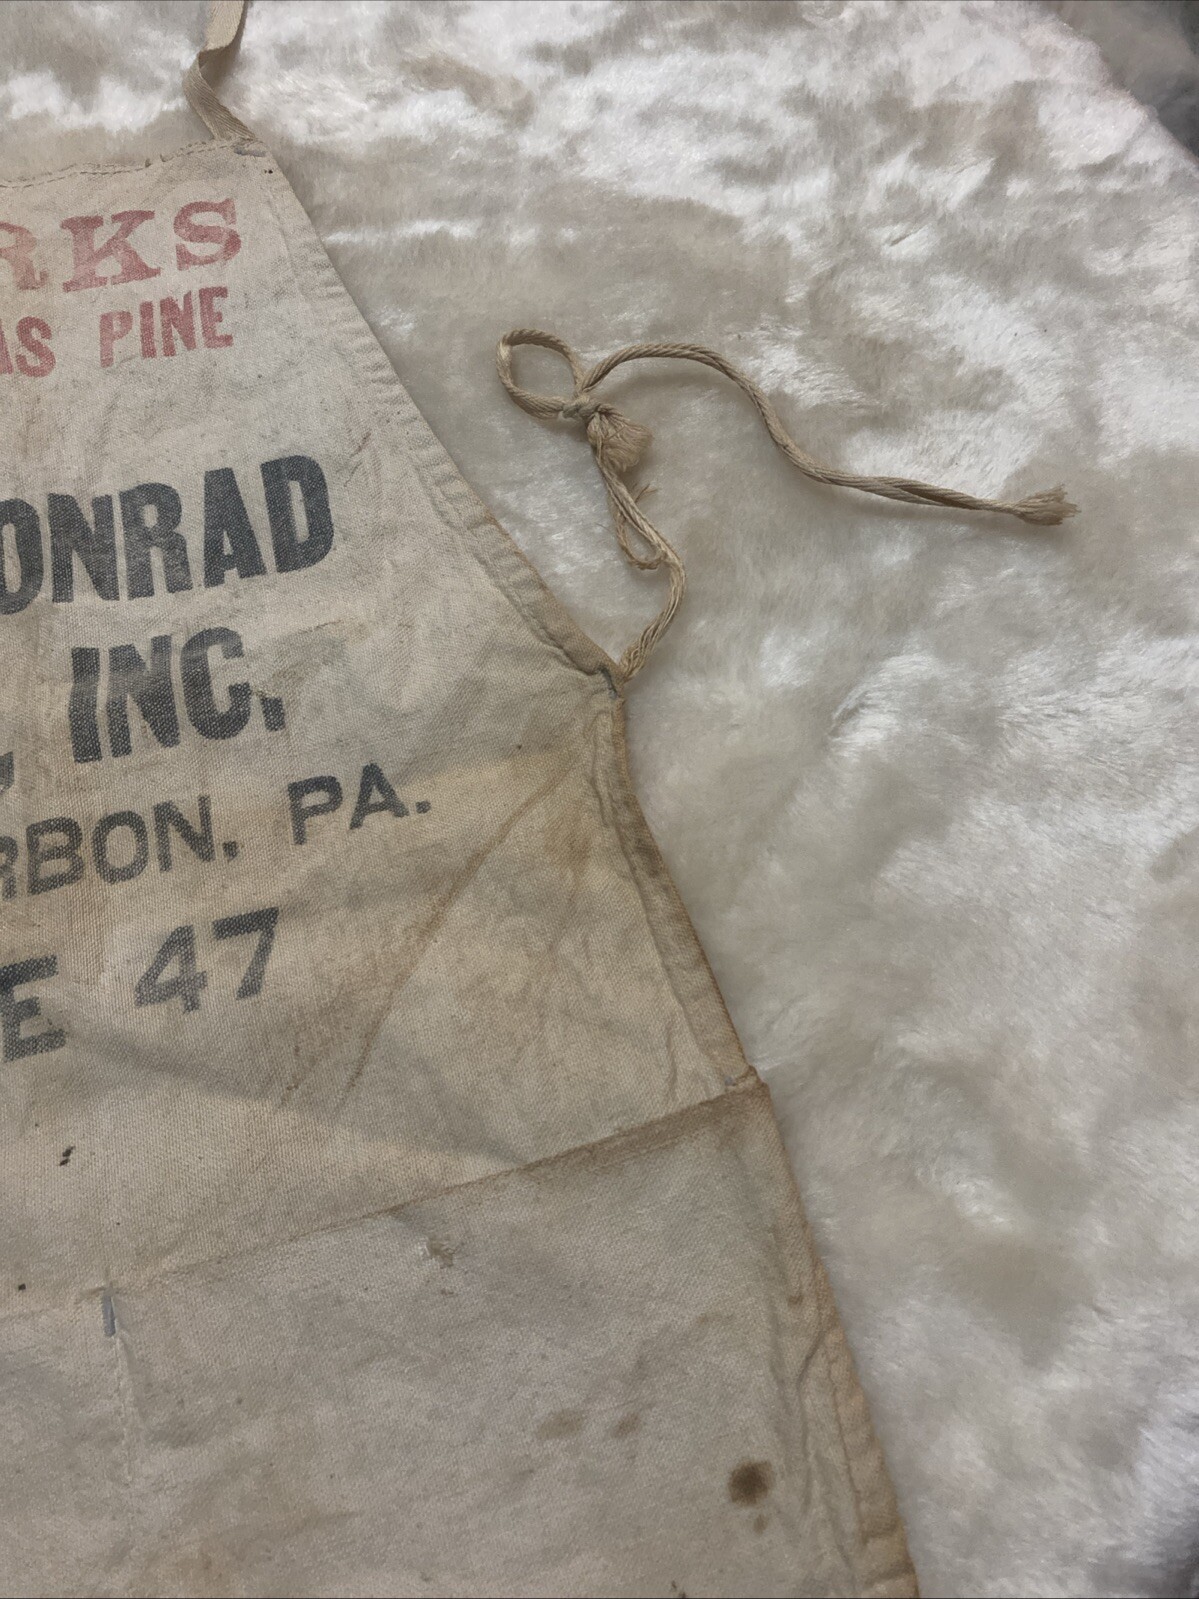 RKS
AS PINE
ONRAD
, INC.
RBON, PA.
E 47